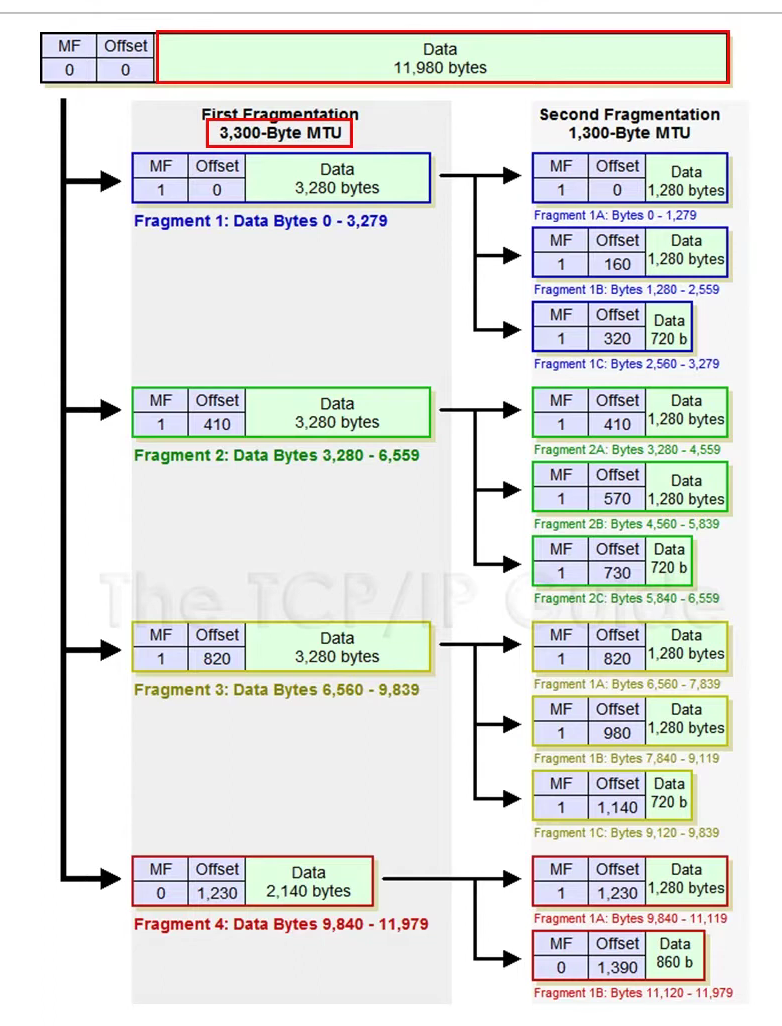 MF Offset Data
0 0 11,980 bytes
First Fragmentation
3,300-Byte MTU
Second Fragmentation
1,300-Byte MTU
MF Offset Data
1 0 3,280 bytes
Fragment 1: Data Bytes 0 - 3,279
MF Offset Data
1 0 1,280 bytes
Fragment 1A: Bytes 0 - 1,279
MF Offset Data
1 160 1,280 bytes
Fragment 1B: Bytes 1,280 - 2,559
MF Offset Data
1 320 720 b
Fragment 1C: Bytes 2,560 - 3,279
MF Offset Data
1 410 3,280 bytes
Fragment 2: Data Bytes 3,280 - 6,559
MF Offset Data
1 410 1,280 bytes
Fragment 2A: Bytes 3,280 - 4,559
MF Offset Data
1 570 1,280 bytes
Fragment 2B: Bytes 4,560 - 5,839
MF Offset Data
1 730 720 b
Fragment 2C: Bytes 5,840 - 6,559
The TCP/IP Guide
MF Offset Data
1 820 3,280 bytes
Fragment 3: Data Bytes 6,560 - 9,839
MF Offset Data
1 820 1,280 bytes
Fragment 1A: Bytes 6,560 - 7,839
MF Offset Data
1 980 1,280 bytes
Fragment 1B: Bytes 7,840 - 9,119
MF Offset Data
1 1,140 720 b
Fragment 1C: Bytes 9,120 - 9,839
MF Offset Data
0 1,230 2,140 bytes
Fragment 4: Data Bytes 9,840 - 11,979
MF Offset Data
1 1,230 1,280 bytes
Fragment 1A: Bytes 9,840 - 11,119
MF Offset Data
0 1,390 860 b
Fragment 1B: Bytes 11,120 - 11,979